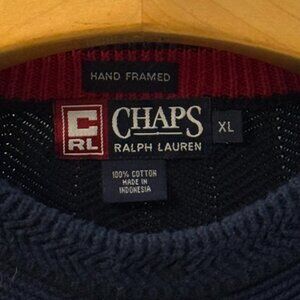 HAND FRAMED
C
RL
CHAPS
RALPH LAUREN
XL
100% COTTON
MADE IN
INDONESIA